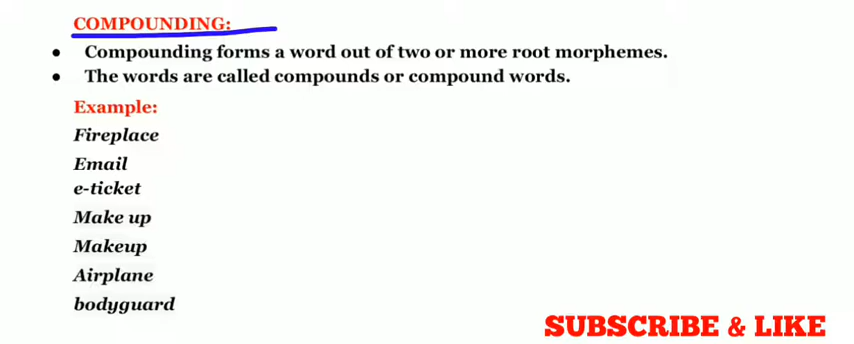 COMPOUNDING:
• Compounding forms a word out of two or more root morphemes.
• The words are called compounds or compound words.
Example:
Fireplace
Email
e-ticket
Make up
Makeup
Airplane
bodyguard
SUBSCRIBE & LIKE